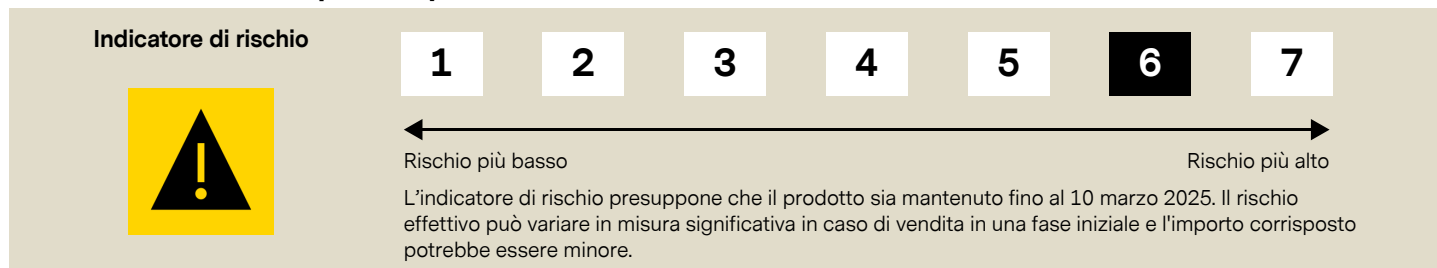 Indicatore di rischio
1 2 3 4 5 6 7
Rischio più basso Rischio più alto
L'indicatore di rischio presuppone che il prodotto sia mantenuto fino al 10 marzo 2025. Il rischio
effettivo può variare in misura significativa in caso di vendita in una fase iniziale e l'importo corrisposto
potrebbe essere minore.